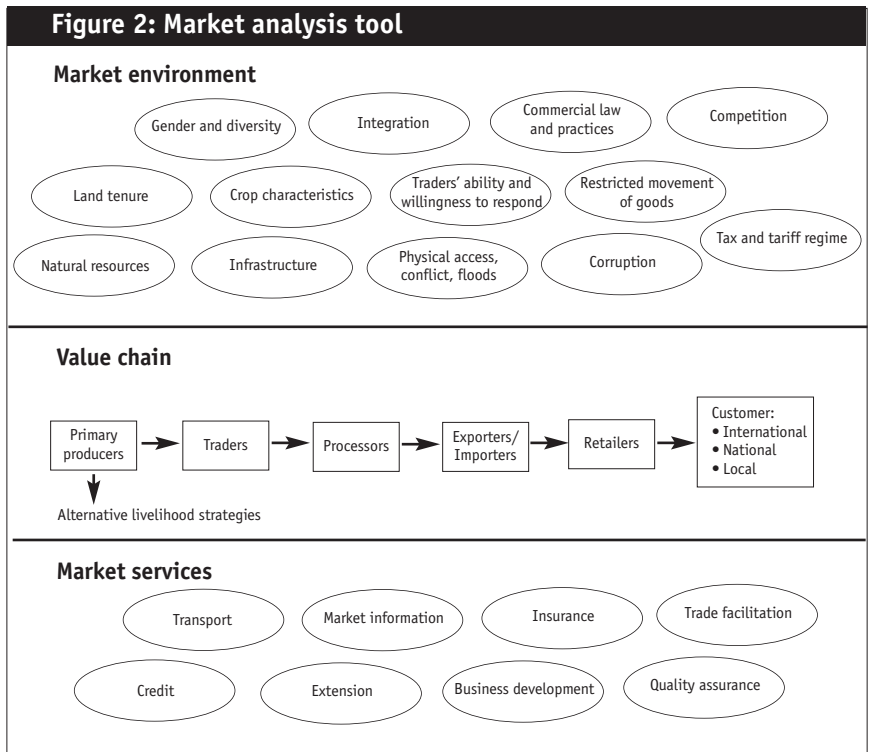 Figure 2: Market analysis tool
Market environment
Gender and diversity
Integration
Commercial law
and practices
Competition
Land tenure
Crop characteristics
Traders' ability and
willingness to respond
Restricted movement
of goods
Tax and tariff regime
Natural resources
Infrastructure
Physical access,
conflict, floods
Corruption
Value chain
Primary
producers
Traders
Processors
Exporters/
Importers
Retailers
Customer:
• International
• National
• Local
Alternative livelihood strategies
Market services
Transport
Market information
Insurance
Trade facilitation
Credit
Extension
Business development
Quality assurance